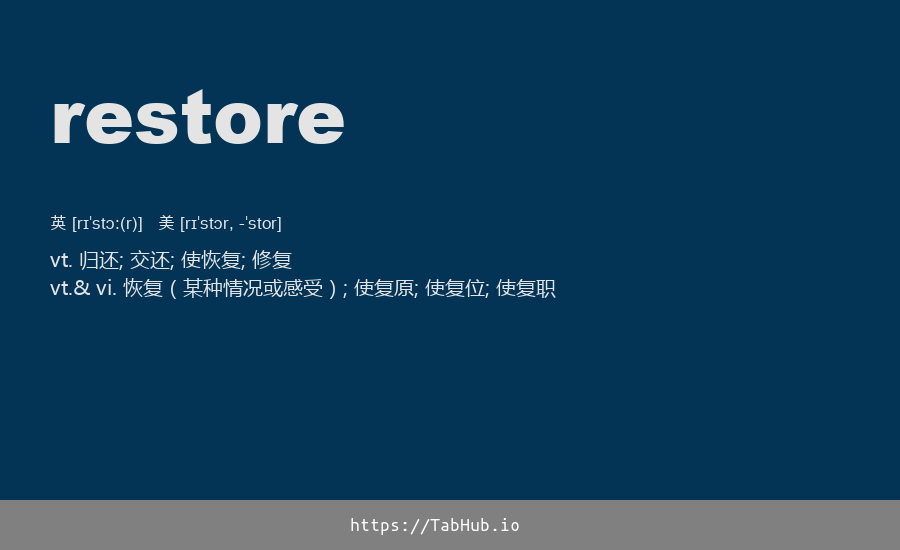 restore
英 [rɪˈstɔː(r)] 美 [rɪˈstɔr, -ˈstor]
vt. 归还; 交还; 使恢复; 修复
vt.& vi. 恢复 ( 某种情况或感受 ) ; 使复原; 使复位; 使复职
https://TabHub.io